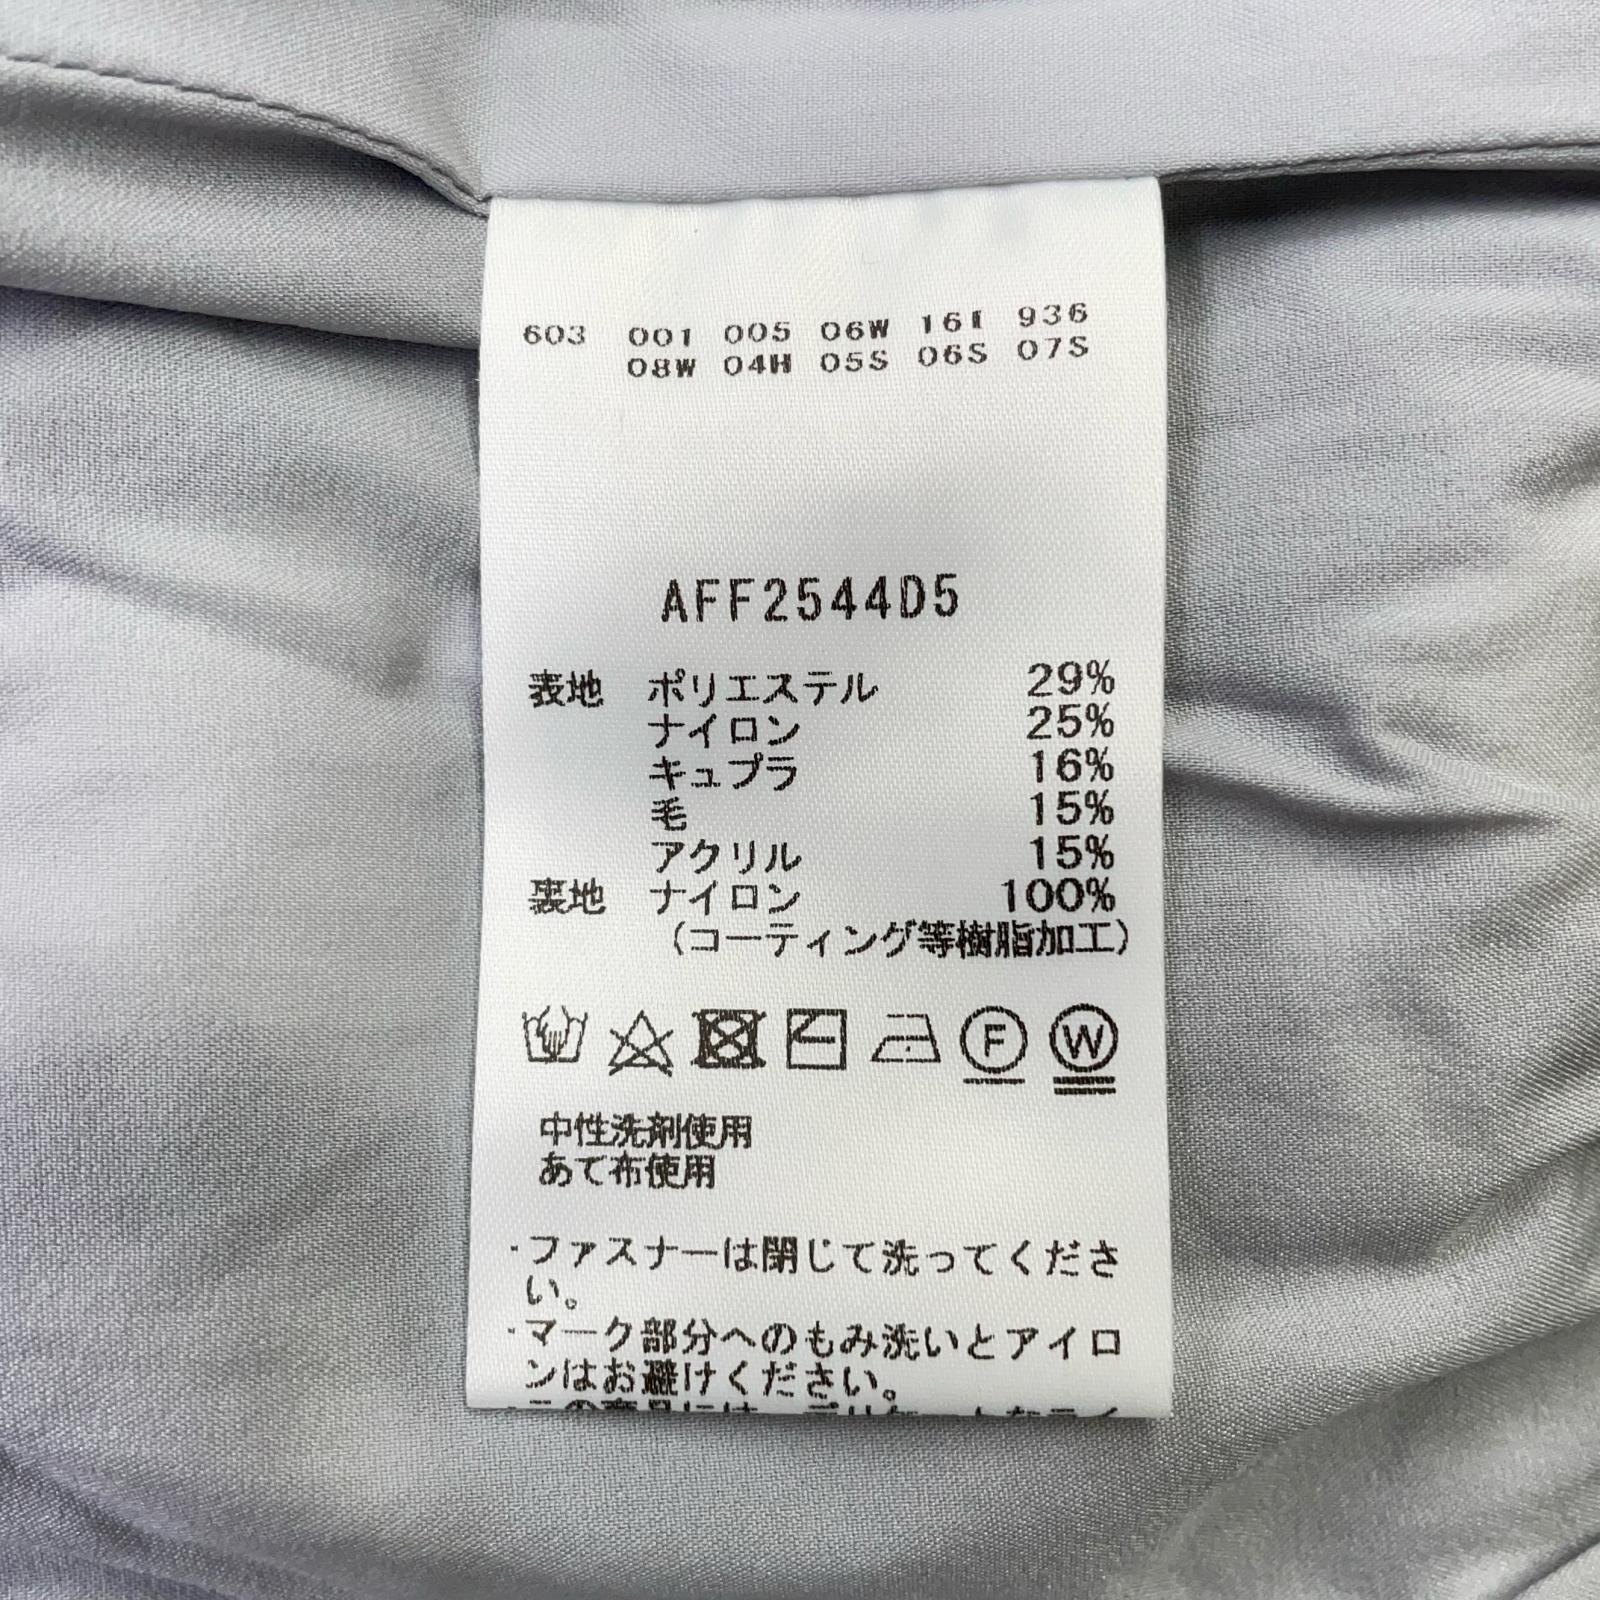 603 001 005 06W 16I 936
08W 04H 05S 06S 07S
AFF2544D5
表地 ポリエステル 29%
ナイロン 25%
キュプラ 16%
毛 15%
アクリル 15%
裏地 ナイロン 100%
(コーティング等樹脂加工)
F W
中性洗剤使用
あて布使用
・ファスナーは閉じて洗ってくださ
い。
・マーク部分へのもみ洗いとアイロ
ンはお避けください。